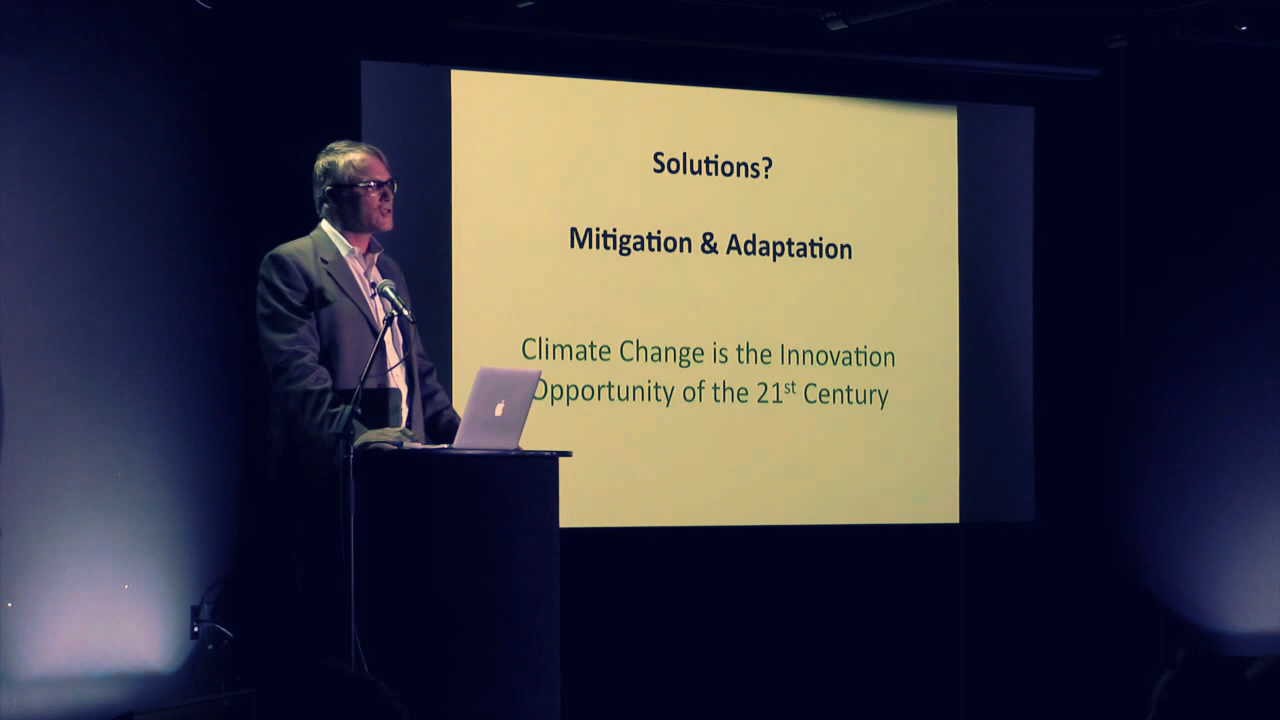 Solutions?
Mitigation & Adaptation
Climate Change is the Innovation
Opportunity of the 21st Century